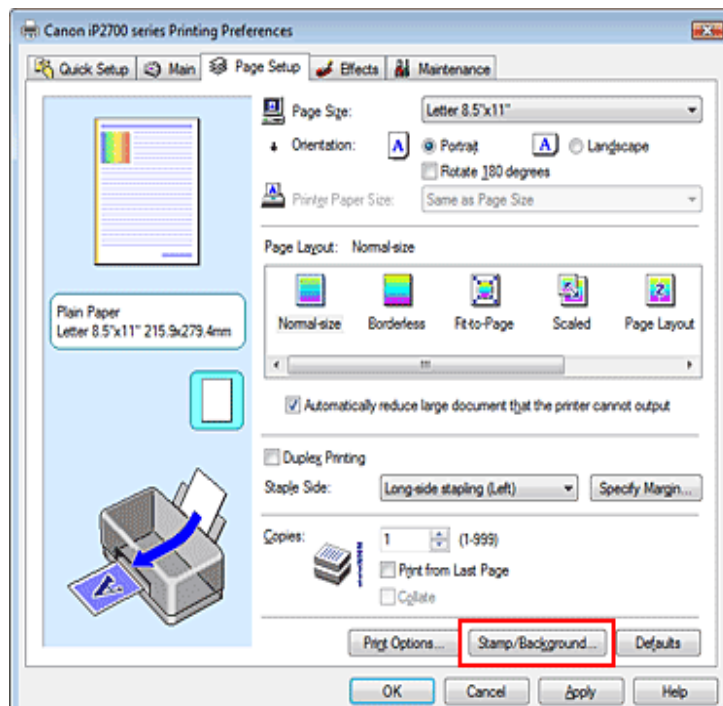 Canon iP2700 series Printing Preferences
Quick Setup Main Page Setup Effects Maintenance
Page Size: Letter 8.5"x11"
Orientation: A Portrait A Landscape
Rotate 180 degrees
Printer Paper Size: Same as Page Size
Page Layout: Normal-size
Normal-size Borderless Fit-to-Page Scaled Page Layout
Plain Paper
Letter 8.5"x11" 215.9x279.4mm
Automatically reduce large document that the printer cannot output
Duplex Printing
Staple Side: Long-side stapling (Left) Specify Margin...
Copies: 1 (1-999)
Print from Last Page
Collate
Print Options... Stamp/Background... Defaults
OK Cancel Apply Help